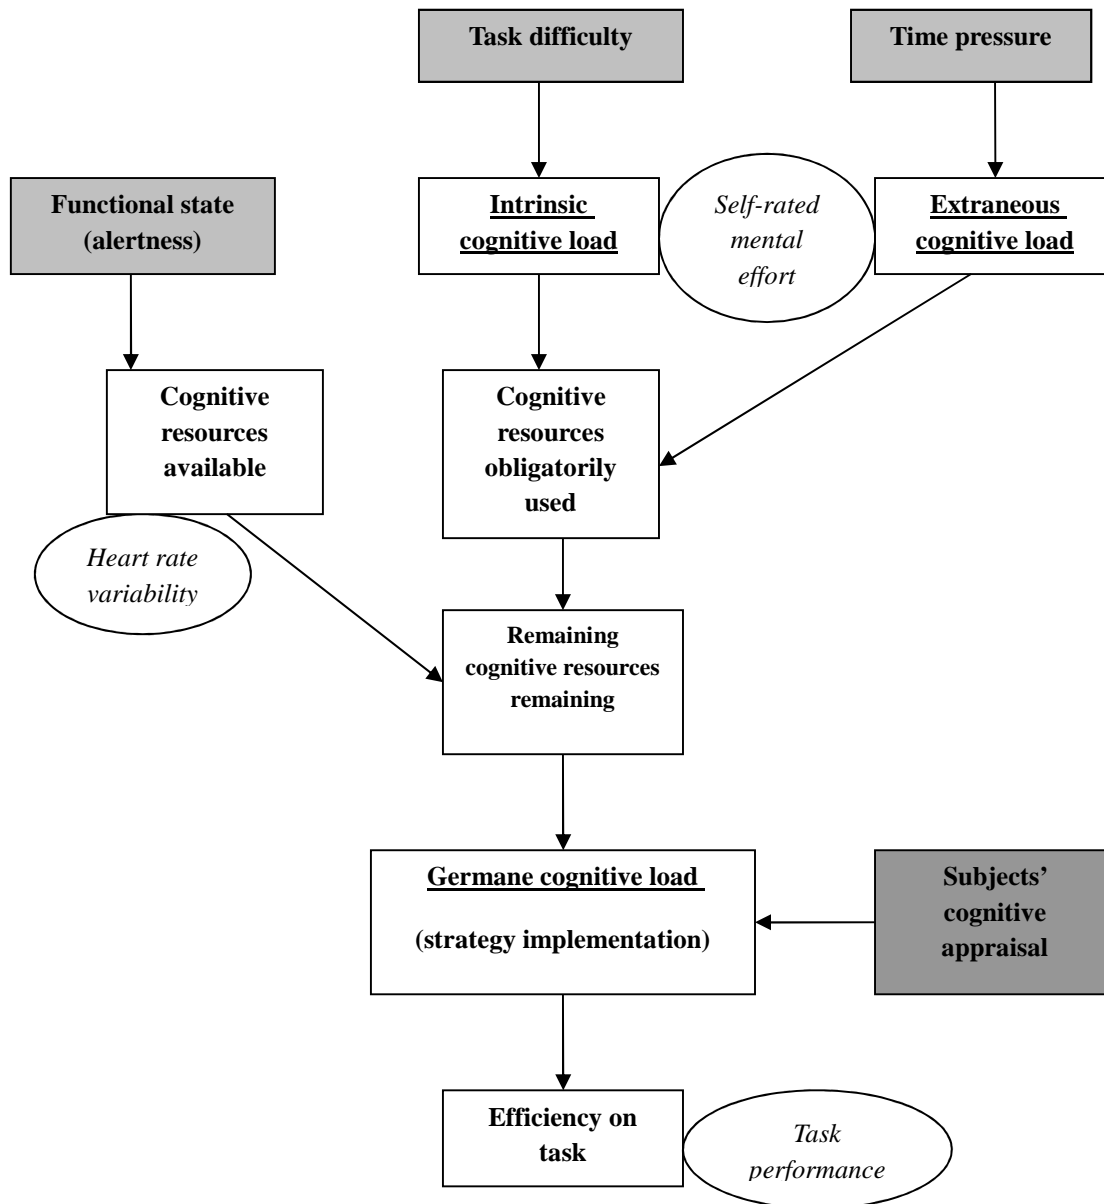 Task difficulty
Time pressure
Functional state
(alertness)
Intrinsic
cognitive load
Self-rated
mental
effort
Extraneous
cognitive load
Cognitive
resources
available
Cognitive
resources
obligatorily
used
Heart rate
variability
Remaining
cognitive resources
remaining
Germane cognitive load
(strategy implementation)
Subjects’
cognitive
appraisal
Efficiency on
task
Task
performance